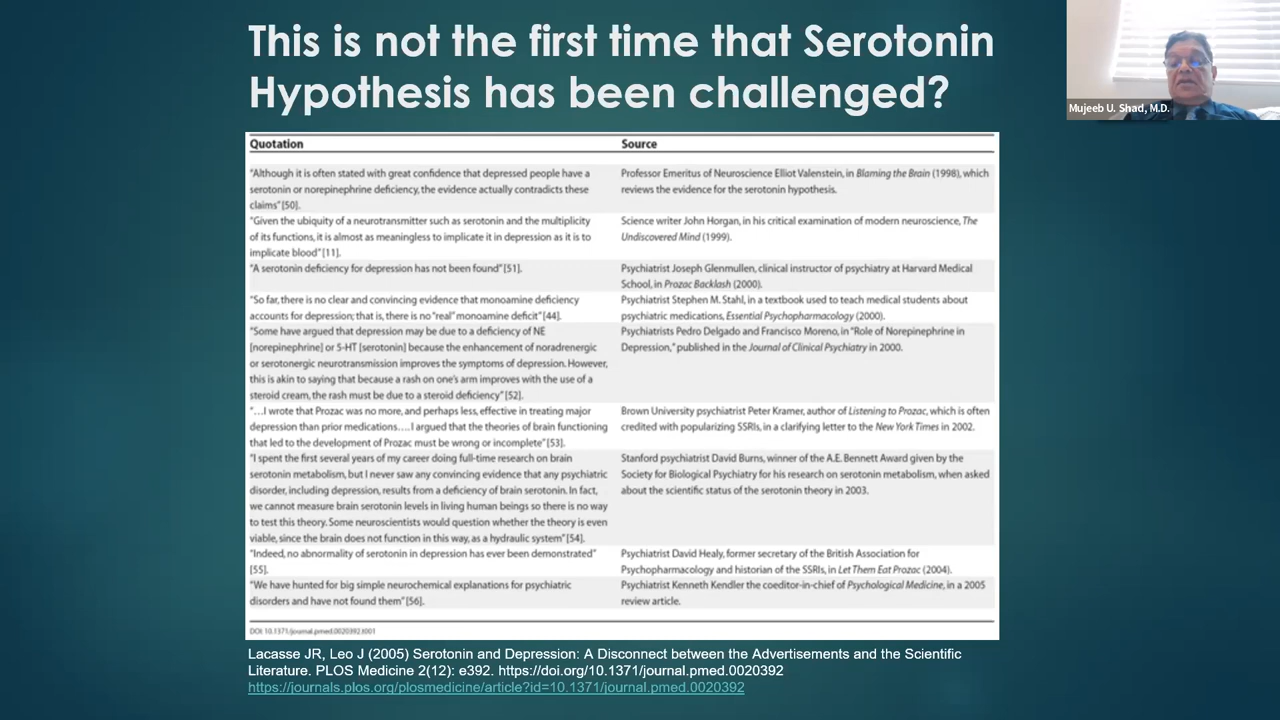 This is not the first time that Serotonin
Hypothesis has been challenged?
Mujeeb U. Shad, M.D.
Quotation
Source
"Although it is often stated with great confidence that depressed people have a
serotonin or norepinephrine deficiency, the evidence actually contradicts these
claims" [50].
Professor Emeritus of Neuroscience Elliot Valenstein, in Blaming the Brain (1998), which
reviews the evidence for the serotonin hypothesis.
"Given the ubiquity of a neurotransmitter such as serotonin and the multiplicity
of its functions, it is almost as meaningless to implicate it in depression as it is to
implicate blood" [11].
Science writer John Horgan, in his critical examination of modern neuroscience, The
Undiscovered Mind (1999).
"A serotonin deficiency for depression has not been found" [51].
Psychiatrist Joseph Glenmullen, clinical instructor of psychiatry at Harvard Medical
School, in Prozac Backlash (2000).
"So far, there is no clear and convincing evidence that monoamine deficiency
accounts for depression; that is, there is no "real" monoamine deficit" [44].
Psychiatrist Stephen M. Stahl, in a textbook used to teach medical students about
psychiatric medications, Essential Psychopharmacology (2000).
"Some have argued that depression may be due to a deficiency of NE
[norepinephrine] or 5-HT [serotonin] because the enhancement of noradrenergic
or serotonergic neurotransmission improves the symptoms of depression. However,
this is akin to saying that because a rash on one's arm improves with the use of a
steroid cream, the rash must be due to a steroid deficiency" [52].
Psychiatrists Pedro Delgado and Francisco Moreno, in "Role of Norepinephrine in
Depression," published in the Journal of Clinical Psychiatry in 2000.
"…I wrote that Prozac was no more, and perhaps less, effective in treating major
depression than prior medications.…I argued that the theories of brain functioning
that led to the development of Prozac must be wrong or incomplete" [53].
Brown University psychiatrist Peter Kramer, author of Listening to Prozac, which is often
credited with popularizing SSRIs, in a clarifying letter to the New York Times in 2002.
"I spent the first several years of my career doing full-time research on brain
serotonin metabolism, but I never saw any convincing evidence that any psychiatric
disorder, including depression, results from a deficiency of brain serotonin. In fact,
we cannot measure brain serotonin levels in living human beings so there is no way
to test this theory. Some neuroscientists would question whether the theory is even
viable, since the brain does not function in this way, as a hydraulic system" [54].
Stanford psychiatrist David Burns, winner of the A.E. Bennett Award given by the
Society for Biological Psychiatry for his research on serotonin metabolism, when asked
about the scientific status of the serotonin theory in 2003.
"Indeed, no abnormality of serotonin in depression has ever been demonstrated"
[55].
Psychiatrist David Healy, former secretary of the British Association for
Psychopharmacology and historian of the SSRIs, in Let Them Eat Prozac (2004).
"We have hunted for big simple neurochemical explanations for psychiatric
disorders and have not found them" [56].
Psychiatrist Kenneth Kendler the coeditor-in-chief of Psychological Medicine, in a 2005
review article.
DOI: 10.1371/journal.pmed.0020392.t001
Lacasse JR, Leo J (2005) Serotonin and Depression: A Disconnect between the Advertisements and the Scientific
Literature. PLOS Medicine 2(12): e392. https://doi.org/10.1371/journal.pmed.0020392
https://journals.plos.org/plosmedicine/article?id=10.1371/journal.pmed.0020392